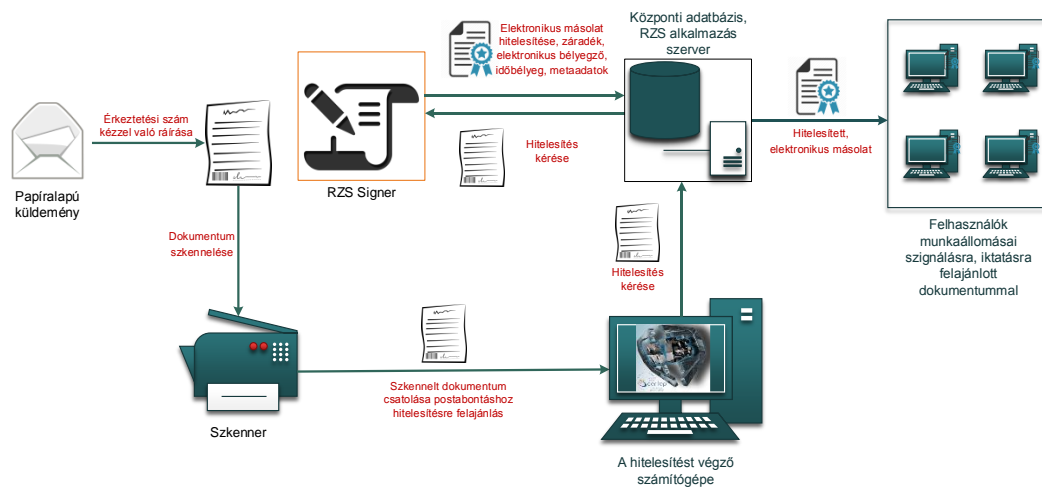 Elektronikus másolat
hitelesítése, záradék,
elektronikus bélyegző,
időbélyeg, metaadatok
Központi adatbázis,
RZS alkalmazás
szerver
Érkeztetési szám
kézzel való ráírása
Hitelesítés
kérése
Hitelesített,
elektronikus másolat
Papíralapú
küldemény
RZS Signer
Felhasználók
munkaállomásai
szignálásra, iktatásra
felajánlott
dokumentummal
Dokumentum
szkennelése
Hitelesítés
kérése
Szkennelt dokumentum
csatolása postabontáshoz
hitelesítésre felajánlás
Szkenner
A hitelesítést végző
számítógépe